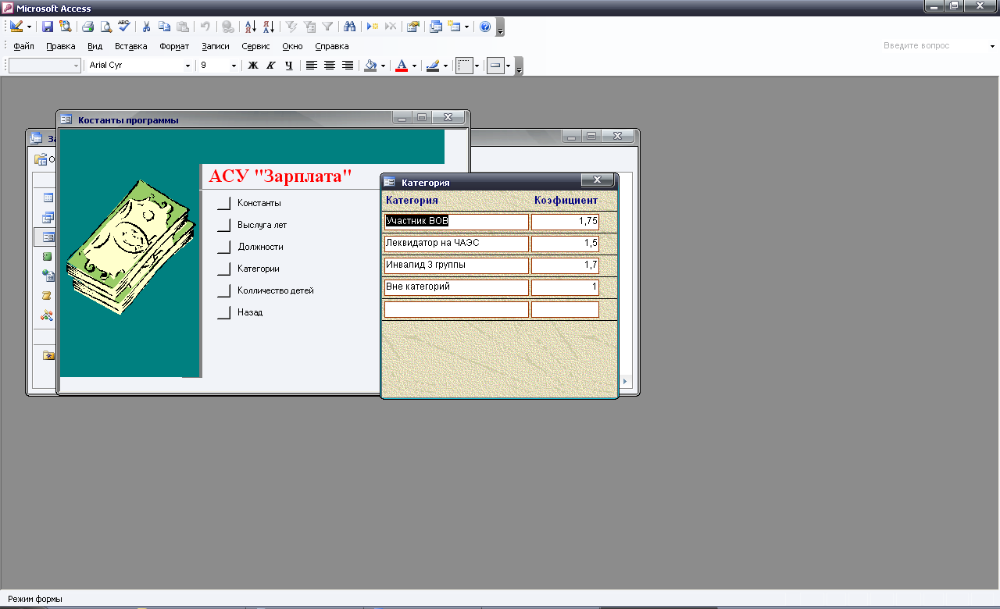 Microsoft Access
Файл Правка Вид Вставка Формат Записи Сервис Окно Справка
Введите вопрос
Arial Cyr 9 Ж К Ч
Костанты программы
За
О
АСУ "Зарплата"
Константы
Выслуга лет
Должности
Категории
Колличество детей
Назад
Категория
Категория Коэфициент
Участник ВОВ 1,75
Леквидатор на ЧАЭС 1,5
Инвалид 3 группы 1,7
Вне категорий 1
Режим формы